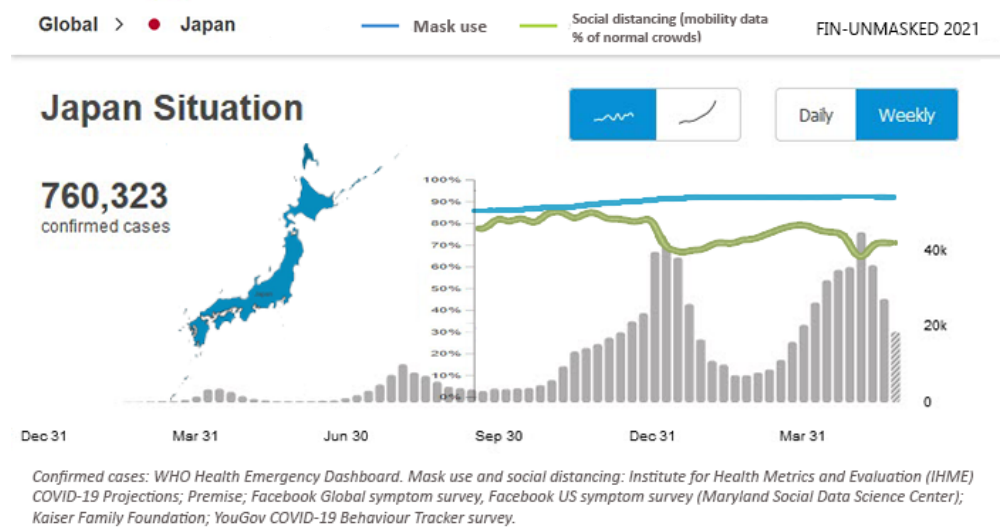 Global > Japan
Mask use
Social distancing (mobility data
% of normal crowds)
FIN-UNMASKED 2021
Japan Situation
Daily
Weekly
760,323
confirmed cases
100%
90%
80%
70%
60%
50%
40%
30%
20%
10%
0%
40k
20k
0
Dec 31
Mar 31
Jun 30
Sep 30
Dec 31
Mar 31
Confirmed cases: WHO Health Emergency Dashboard. Mask use and social distancing: Institute for Health Metrics and Evaluation (IHME)
COVID-19 Projections; Premise; Facebook Global symptom survey, Facebook US symptom survey (Maryland Social Data Science Center);
Kaiser Family Foundation; YouGov COVID-19 Behaviour Tracker survey.